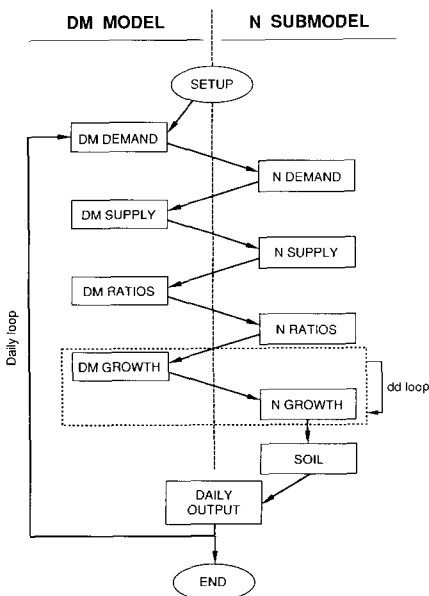 DM MODEL
N SUBMODEL
SETUP
DM DEMAND
N DEMAND
DM SUPPLY
N SUPPLY
DM RATIOS
N RATIOS
DM GROWTH
N GROWTH
dd loop
Daily loop
SOIL
DAILY
OUTPUT
END